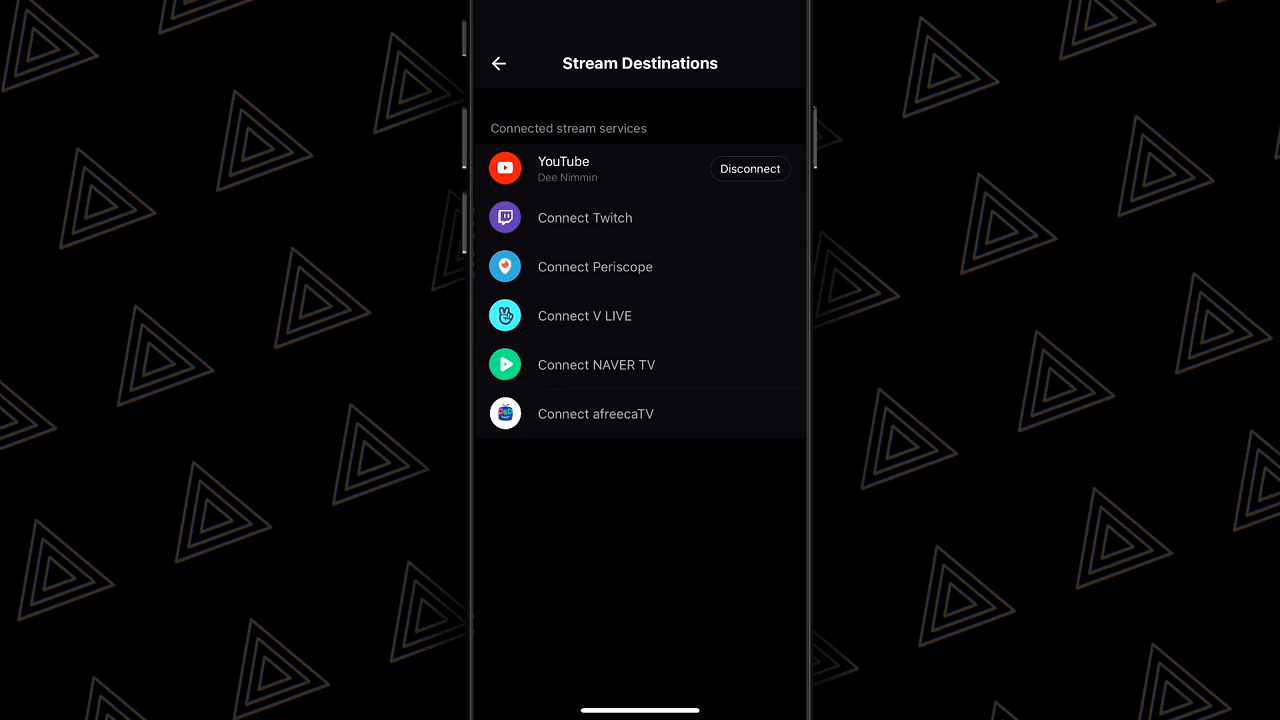 Stream Destinations
Connected stream services
YouTube
Dee Nimmin
Disconnect
Connect Twitch
Connect Periscope
Connect V LIVE
Connect NAVER TV
Connect afreecaTV